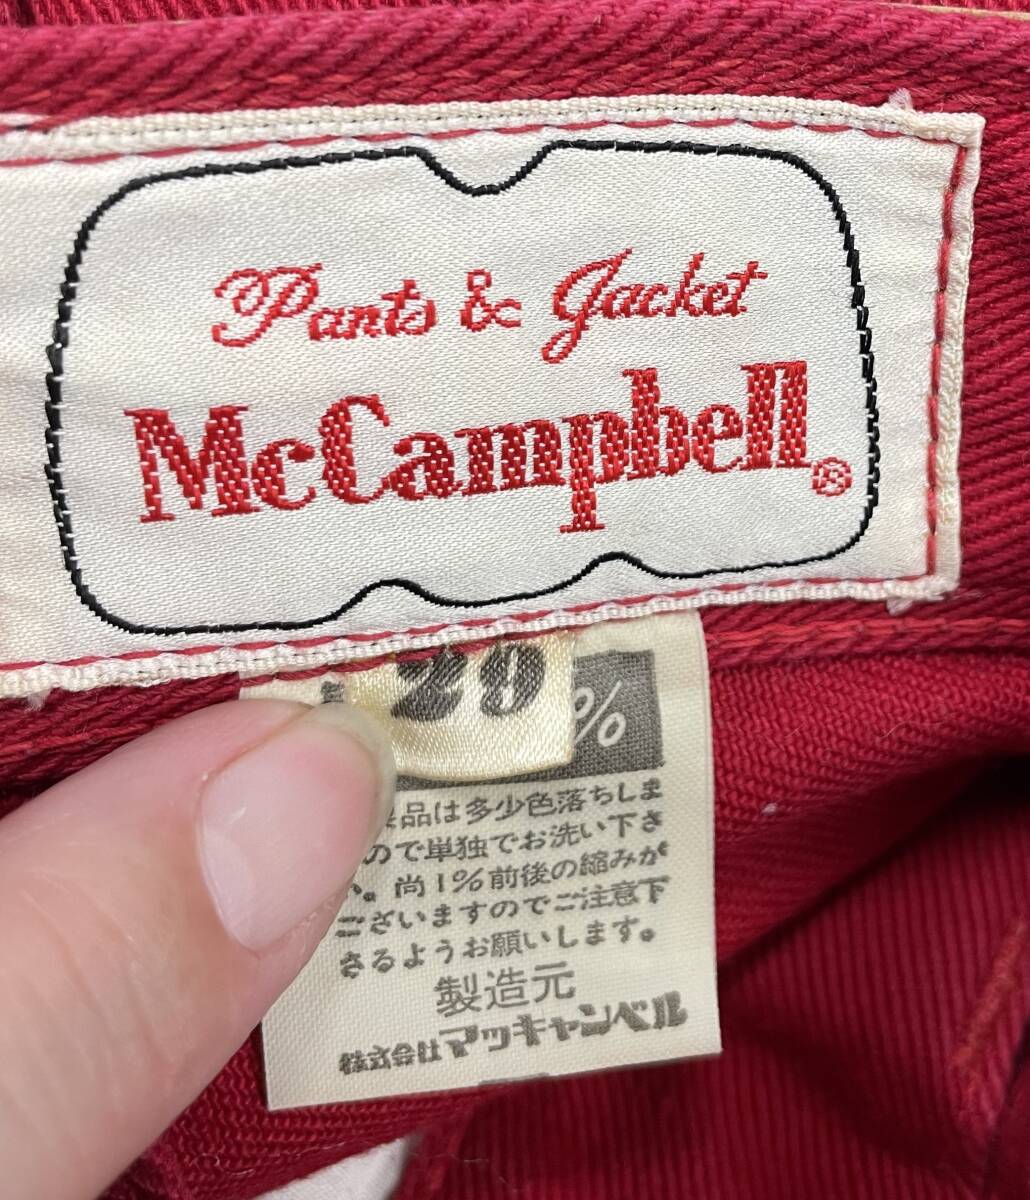 Pants & Jacket
McCampbell®
29
%
品は多少色落ちしま
ので単独でお洗い下さ
い。尚1%前後の縮みが
ございますのでご注意下
さるようお願いします。
製造元
株式会社マッキャンベル